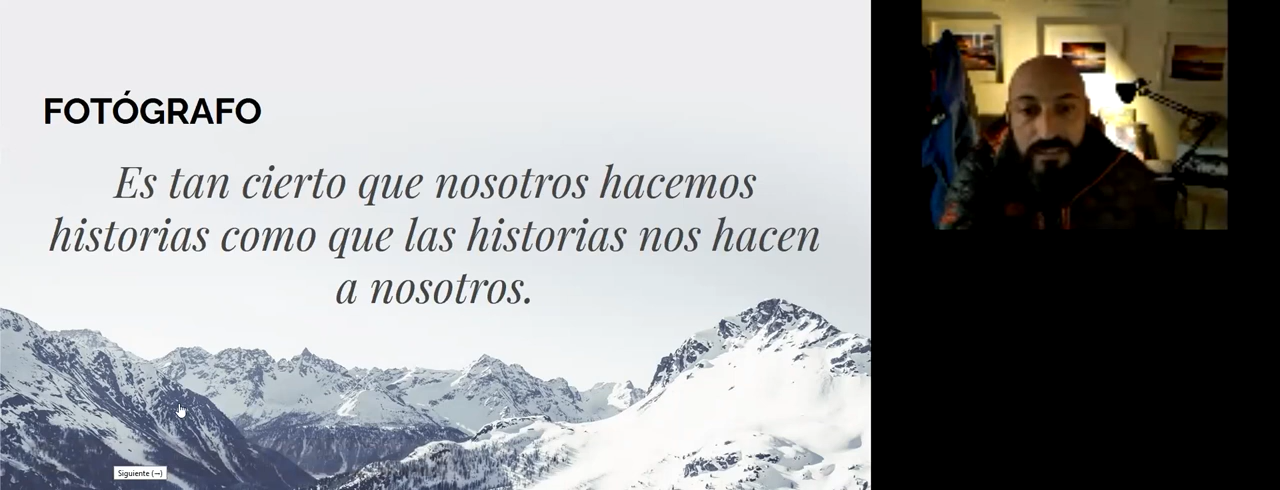 FOTÓGRAFO
Es tan cierto que nosotros hacemos
historias como que las historias nos hacen
a nosotros.
Siguiente (→)